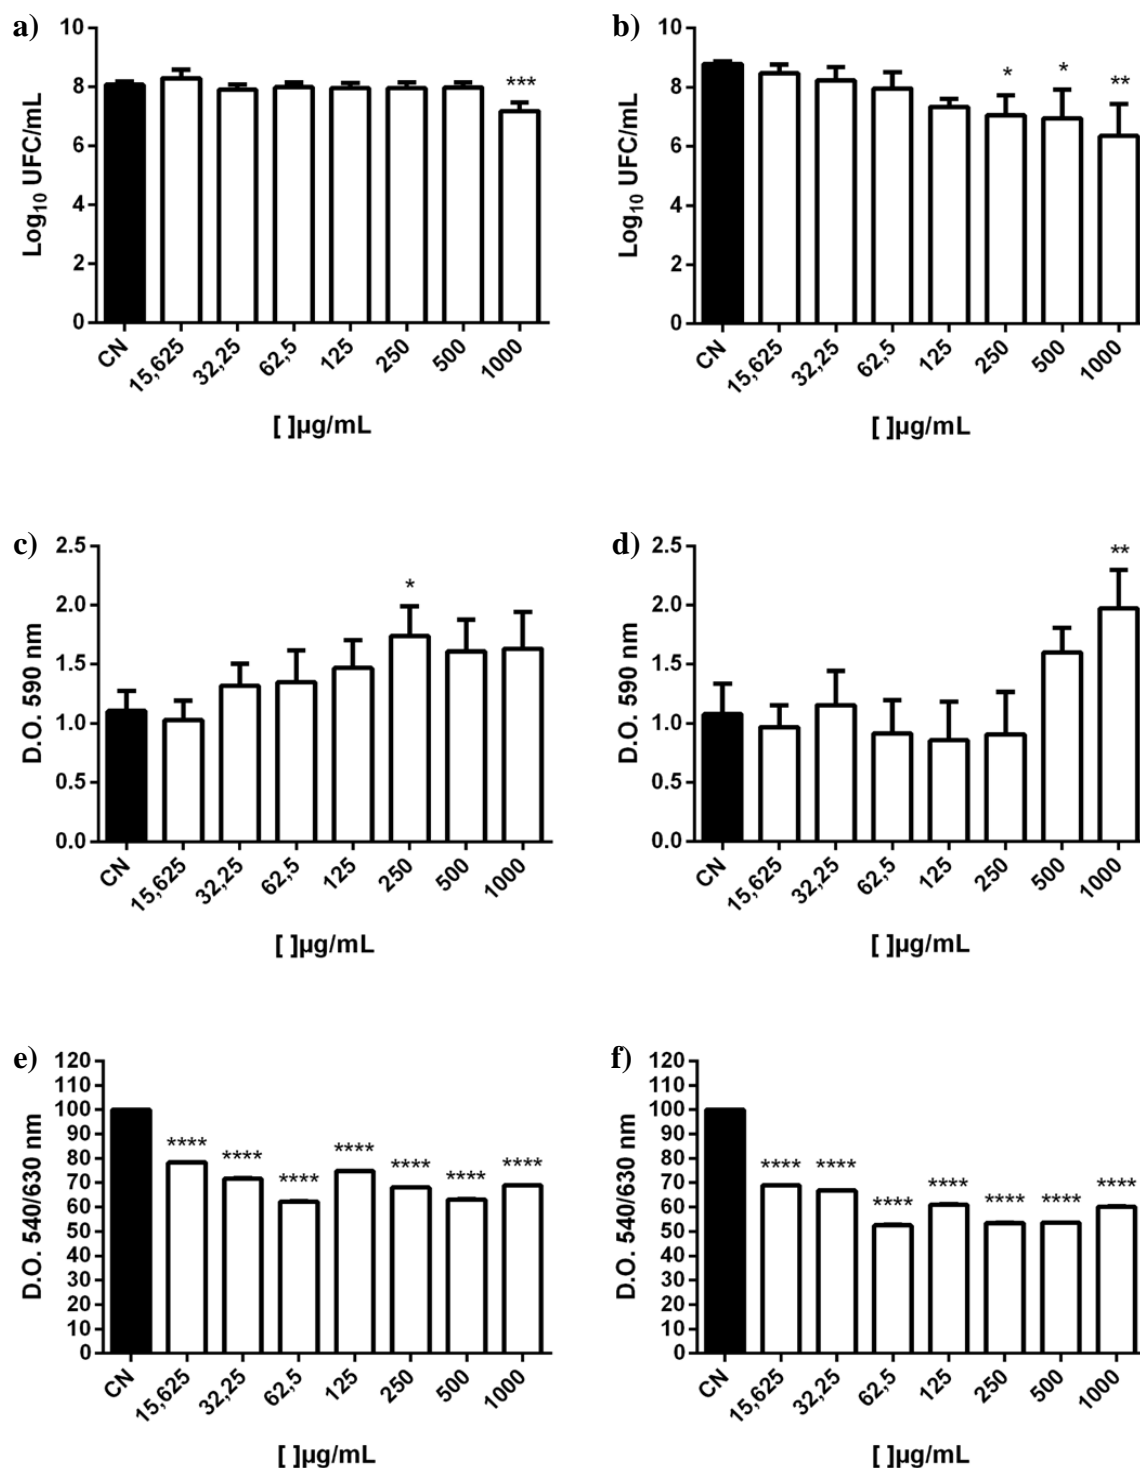 a)
10
8
6
4
2
0
Log10 UFC/mL
***
CN 15,625 32,25 62,5 125 250 500 1000
[ ]µg/mL
b)
10
8
6
4
2
0
Log10 UFC/mL
* * **
CN 15,625 32,25 62,5 125 250 500 1000
[ ]µg/mL
c)
2.5
2.0
1.5
1.0
0.5
0.0
D.O. 590 nm
*
CN 15,625 32,25 62,5 125 250 500 1000
[ ]µg/mL
d)
2.5
2.0
1.5
1.0
0.5
0.0
D.O. 590 nm
**
CN 15,625 32,25 62,5 125 250 500 1000
[ ]µg/mL
e)
120
110
100
90
80
70
60
50
40
30
20
10
0
D.O. 540/630 nm
**** **** **** **** **** **** ****
CN 15,625 32,25 62,5 125 250 500 1000
[ ]µg/mL
f)
120
110
100
90
80
70
60
50
40
30
20
10
0
D.O. 540/630 nm
**** **** **** **** **** **** ****
CN 15,625 32,25 62,5 125 250 500 1000
[ ]µg/mL